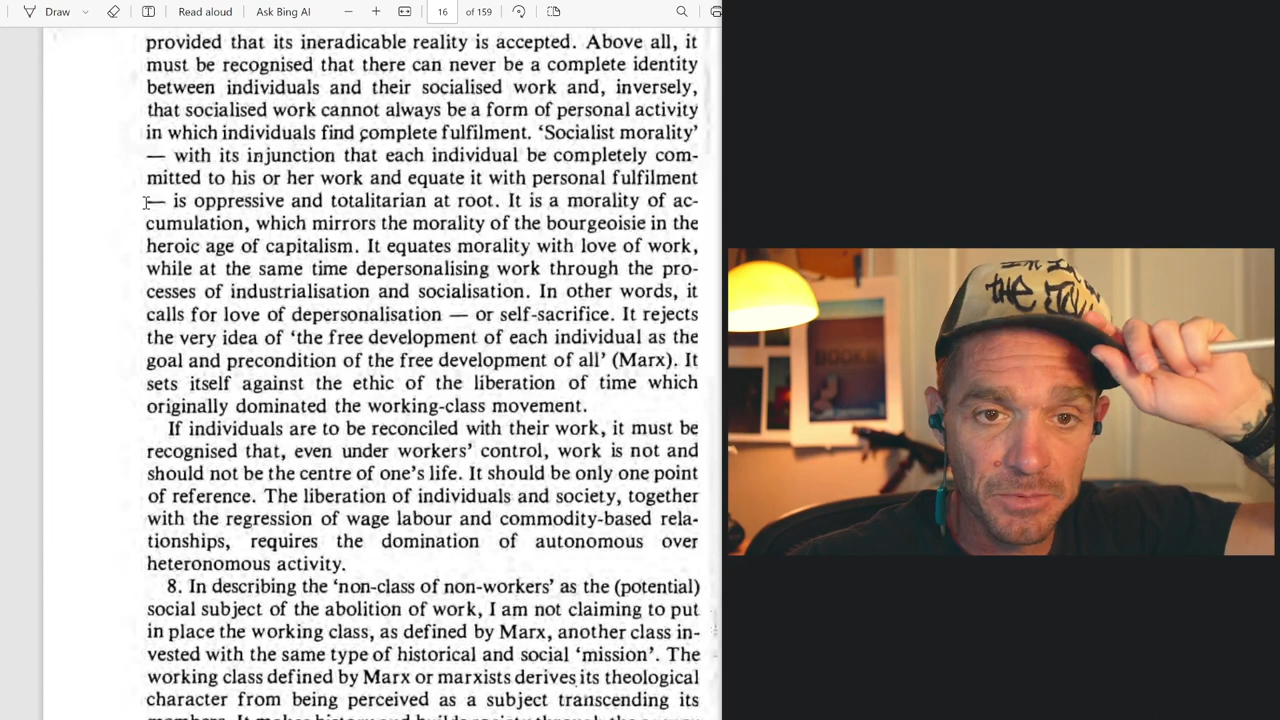 Draw
Read aloud
Ask Bing AI
16 of 159
provided that its ineradicable reality is accepted. Above all, it
must be recognised that there can never be a complete identity
between individuals and their socialised work and, inversely,
that socialised work cannot always be a form of personal activity
in which individuals find complete fulfilment. ‘Socialist morality’
— with its injunction that each individual be completely com-
mitted to his or her work and equate it with personal fulfilment
— is oppressive and totalitarian at root. It is a morality of ac-
cumulation, which mirrors the morality of the bourgeoisie in the
heroic age of capitalism. It equates morality with love of work,
while at the same time depersonalising work through the pro-
cesses of industrialisation and socialisation. In other words, it
calls for love of depersonalisation — or self-sacrifice. It rejects
the very idea of ‘the free development of each individual as the
goal and precondition of the free development of all’ (Marx). It
sets itself against the ethic of the liberation of time which
originally dominated the working-class movement.
If individuals are to be reconciled with their work, it must be
recognised that, even under workers’ control, work is not and
should not be the centre of one’s life. It should be only one point
of reference. The liberation of individuals and society, together
with the regression of wage labour and commodity-based rela-
tionships, requires the domination of autonomous over
heteronomous activity.
8. In describing the ‘non-class of non-workers’ as the (potential)
social subject of the abolition of work, I am not claiming to put
in place the working class, as defined by Marx, another class in-
vested with the same type of historical and social ‘mission’. The
working class defined by Marx or marxists derives its theological
character from being perceived as a subject transcending its
THE